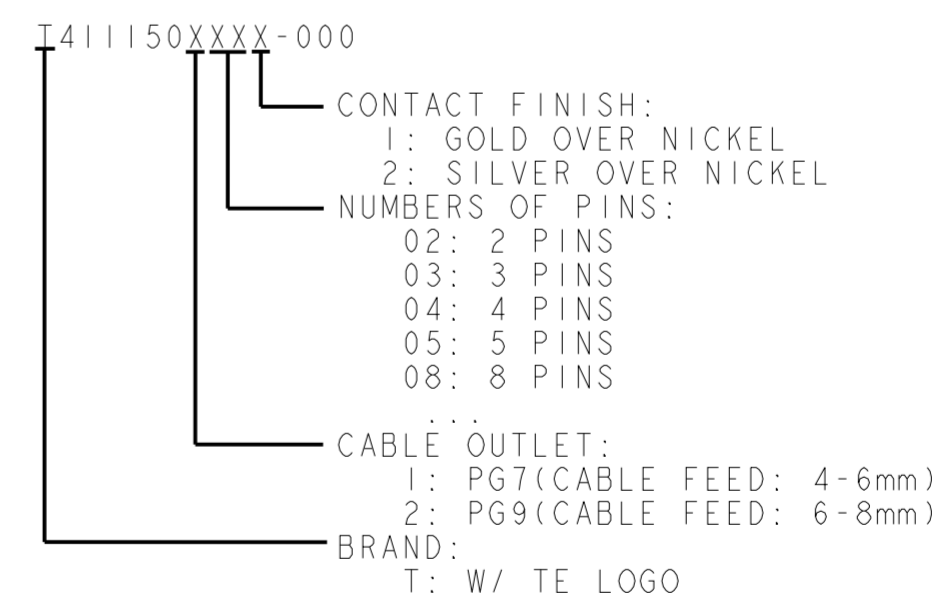 T411150XXXX-000
CONTACT FINISH:
1: GOLD OVER NICKEL
2: SILVER OVER NICKEL
NUMBERS OF PINS:
02: 2 PINS
03: 3 PINS
04: 4 PINS
05: 5 PINS
08: 8 PINS
...
CABLE OUTLET:
1: PG7(CABLE FEED: 4-6mm)
2: PG9(CABLE FEED: 6-8mm)
BRAND:
T: W/ TE LOGO